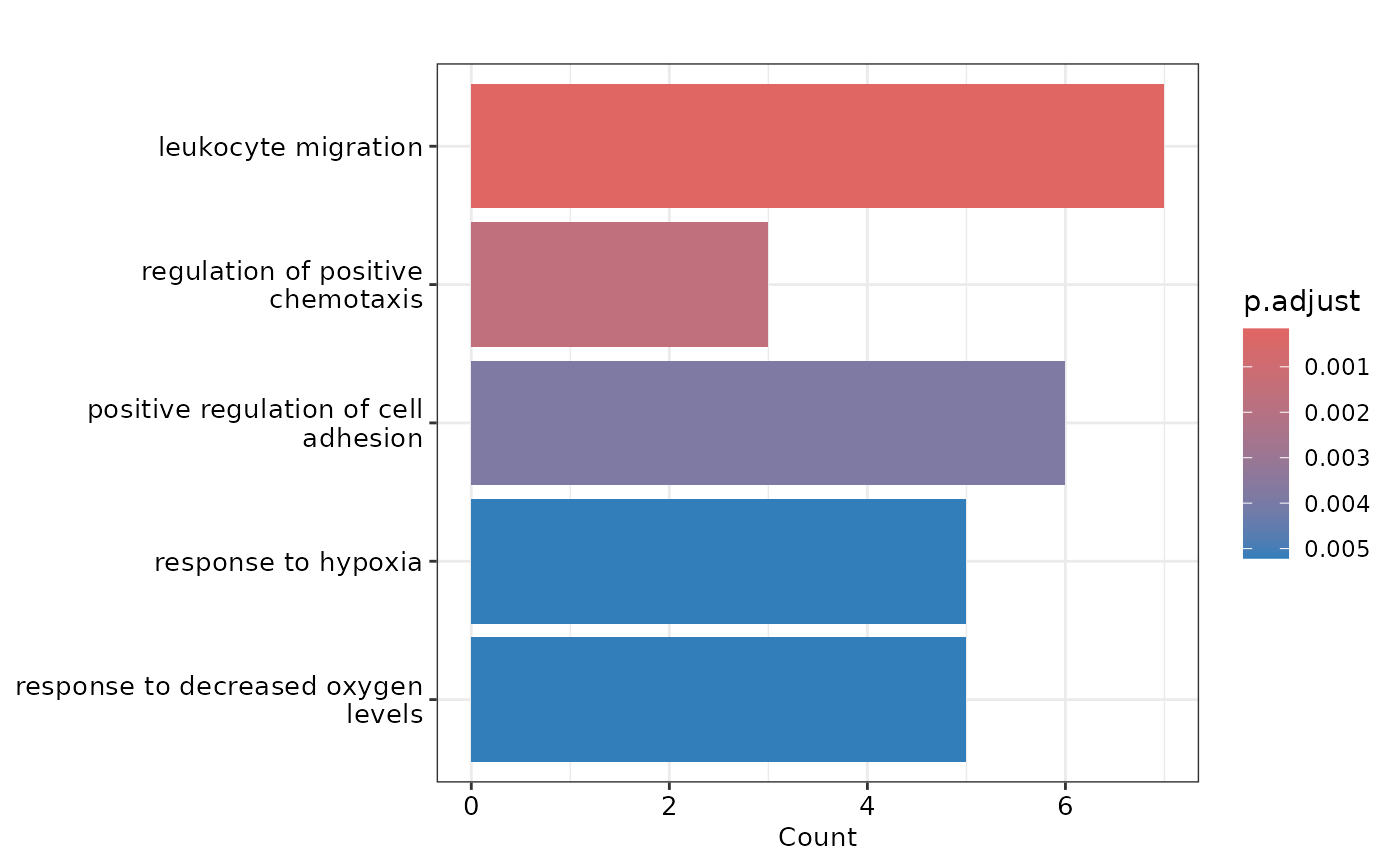 leukocyte migration
regulation of positive
chemotaxis
positive regulation of cell
adhesion
response to hypoxia
response to decreased oxygen
levels
0 2 4 6
Count
p.adjust
0.001
0.002
0.003
0.004
0.005